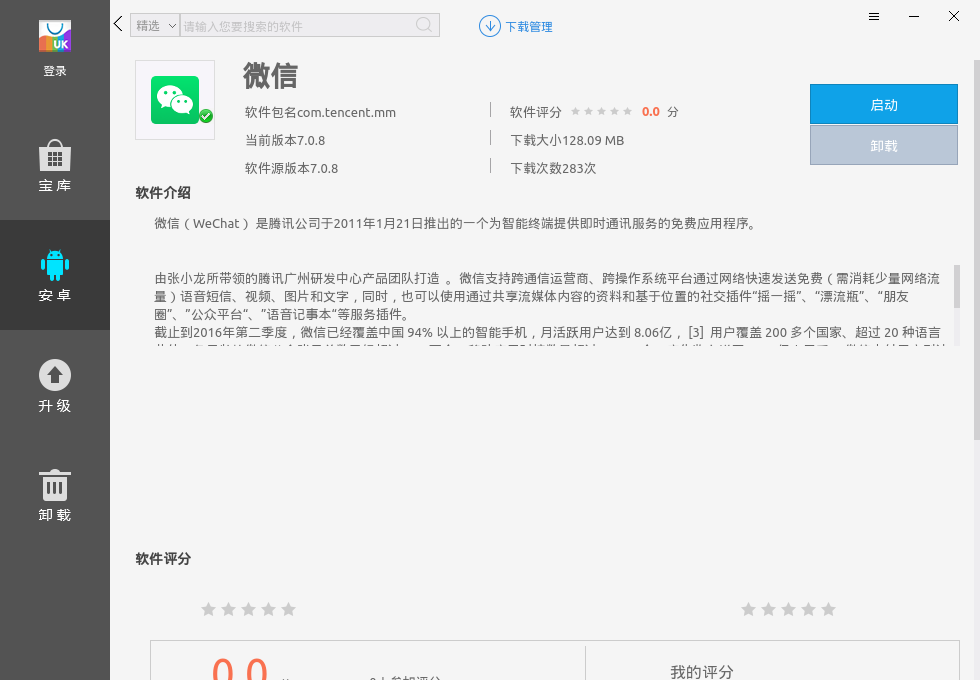 UK
登录
宝 库
安 卓
升 级
卸 载
精选
请输入您要搜索的软件
下载管理
微信
软件包名com.tencent.mm
软件评分 0.0 分
当前版本7.0.8
下载大小128.09 MB
软件源版本7.0.8
下载次数283次
启动
卸载
软件介绍
微信（WeChat ）是腾讯公司于2011年1月21日推出的一个为智能终端提供即时通讯服务的免费应用程序。
由张小龙所带领的腾讯广州研发中心产品团队打造 。微信支持跨通信运营商、跨操作系统平台通过网络快速发送免费（需消耗少量网络流
量）语音短信、视频、图片和文字，同时，也可以使用通过共享流媒体内容的资料和基于位置的社交插件“摇一摇”、“漂流瓶”、“朋友
圈”、”公众平台“、”语音记事本“等服务插件。
截止到2016年第二季度，微信已经覆盖中国 94% 以上的智能手机，月活跃用户达到 8.06亿， [3] 用户覆盖 200 多个国家、超过 20 种语言
软件评分
0.0
我的评分